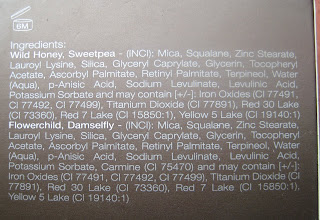 6M
Ingredients:
Wild Honey, Sweetpea - (INCI): Mica, Squalane, Zinc Stearate,
Lauroyl Lysine, Silica, Glyceryl Caprylate, Glycerin, Tocopheryl
Acetate, Ascorbyl Palmitate, Retinyl Palmitate, Terpineol, Water
(Aqua), p-Anisic Acid, Sodium Levulinate, Levulinic Acid,
Potassium Sorbate and may contain [+/-]: Iron Oxides (CI 77491,
CI 77492, CI 77499), Titanium Dioxide (CI 77891), Red 30 Lake
(CI 73360), Red 7 Lake (CI 15850:1), Yellow 5 Lake (CI 19140:1)
Flowerchild, Damselfly - (INCI): Mica, Squalane, Zinc Stearate,
Lauroyl Lysine, Silica, Glyceryl Caprylate, Glycerin, Tocopheryl
Acetate, Ascorbyl Palmitate, Retinyl Palmitate, Terpineol, Water
(Aqua), p-Anisic Acid, Sodium Levulinate, Levulinic Acid,
Potassium Sorbate, Carmine (CI 75470) and may contain [+/-]:
Iron Oxides (CI 77491, CI 77492, CI 77499), Titanium Dioxide (CI
77891), Red 30 Lake (CI 73360), Red 7 Lake (CI 15850:1),
Yellow 5 Lake (CI 19140:1)